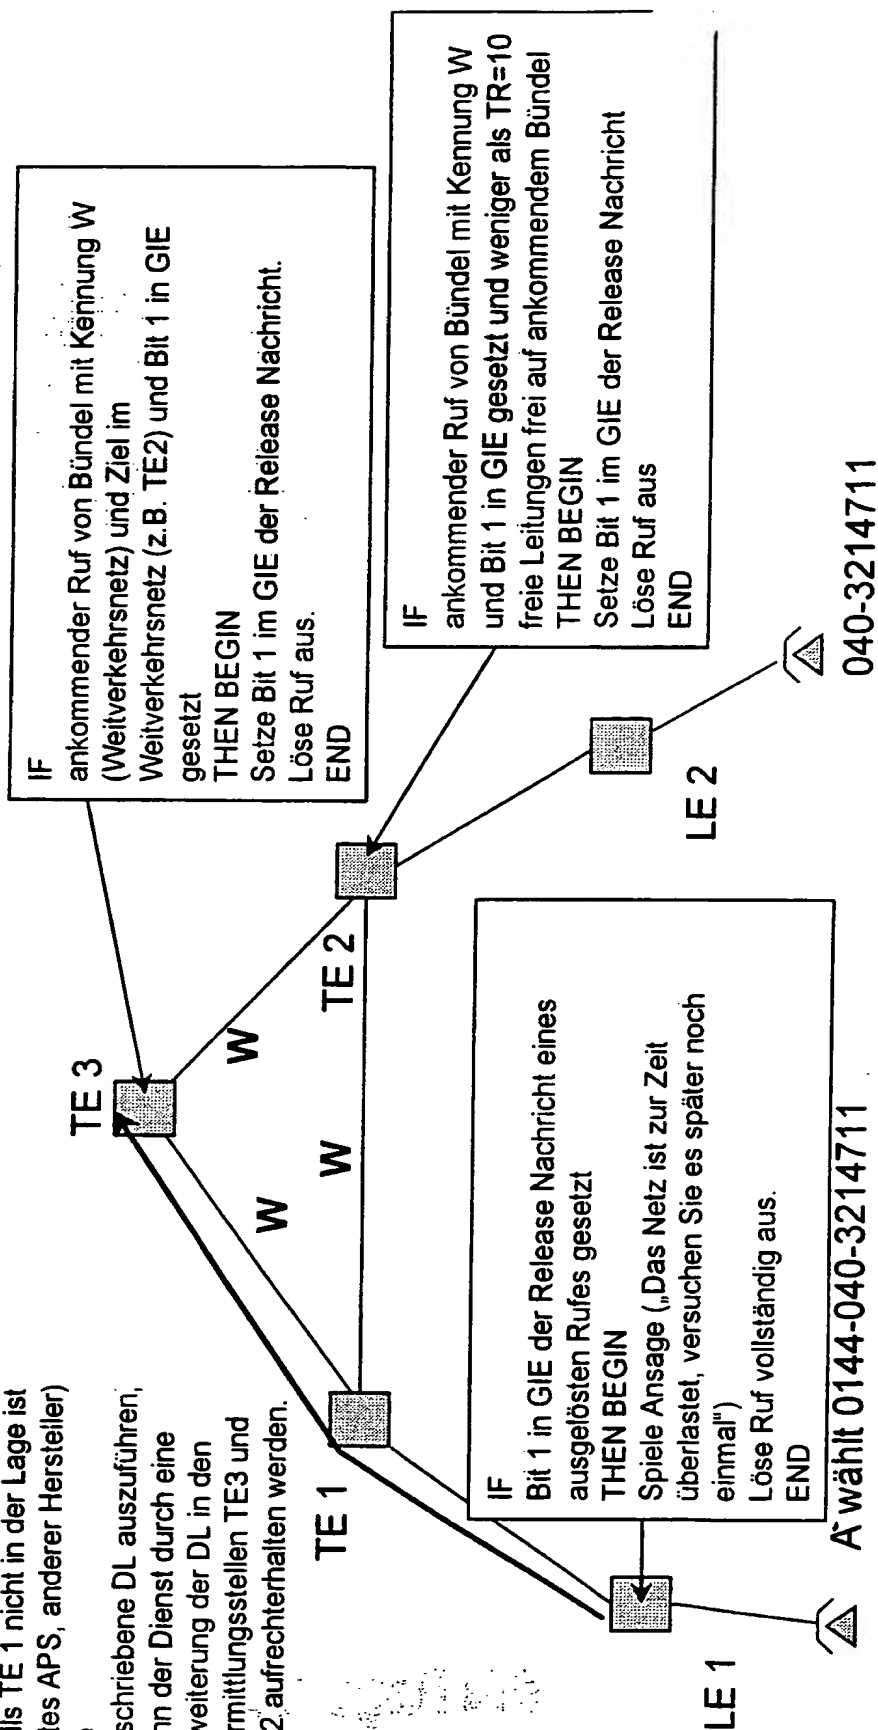 lls TE 1 nicht in der Lage ist
tes APS, anderer Hersteller)
schriebene DL auszuführen,
nn der Dienst durch eine
weiterung der DL in den
rmittlungsstellen TE3 und
2 aufrechterhalten werden.
IF
ankommender Ruf von Bündel mit Kennung W
(Weitverkehrsnetz) und Ziel im
Weitverkehrsnetz (z.B. TE2) und Bit 1 in GIE
gesetzt
THEN BEGIN
Setze Bit 1 im GIE der Release Nachricht.
Löse Ruf aus.
END
TE 3
W
W
W
TE 1
TE 2
IF
ankommender Ruf von Bündel mit Kennung W
und Bit 1 in GIE gesetzt und weniger als TR=10
freie Leitungen frei auf ankommendem Bündel
THEN BEGIN
Setze Bit 1 im GIE der Release Nachricht
Löse Ruf aus
END
IF
Bit 1 in GIE der Release Nachricht eines
ausgelösten Rufes gesetzt
THEN BEGIN
Spiele Ansage („Das Netz ist zur Zeit
überlastet, versuchen Sie es später noch
einmal")
Löse Ruf vollständig aus.
END
LE 1
LE 2
A wählt 0144-040-3214711
040-3214711